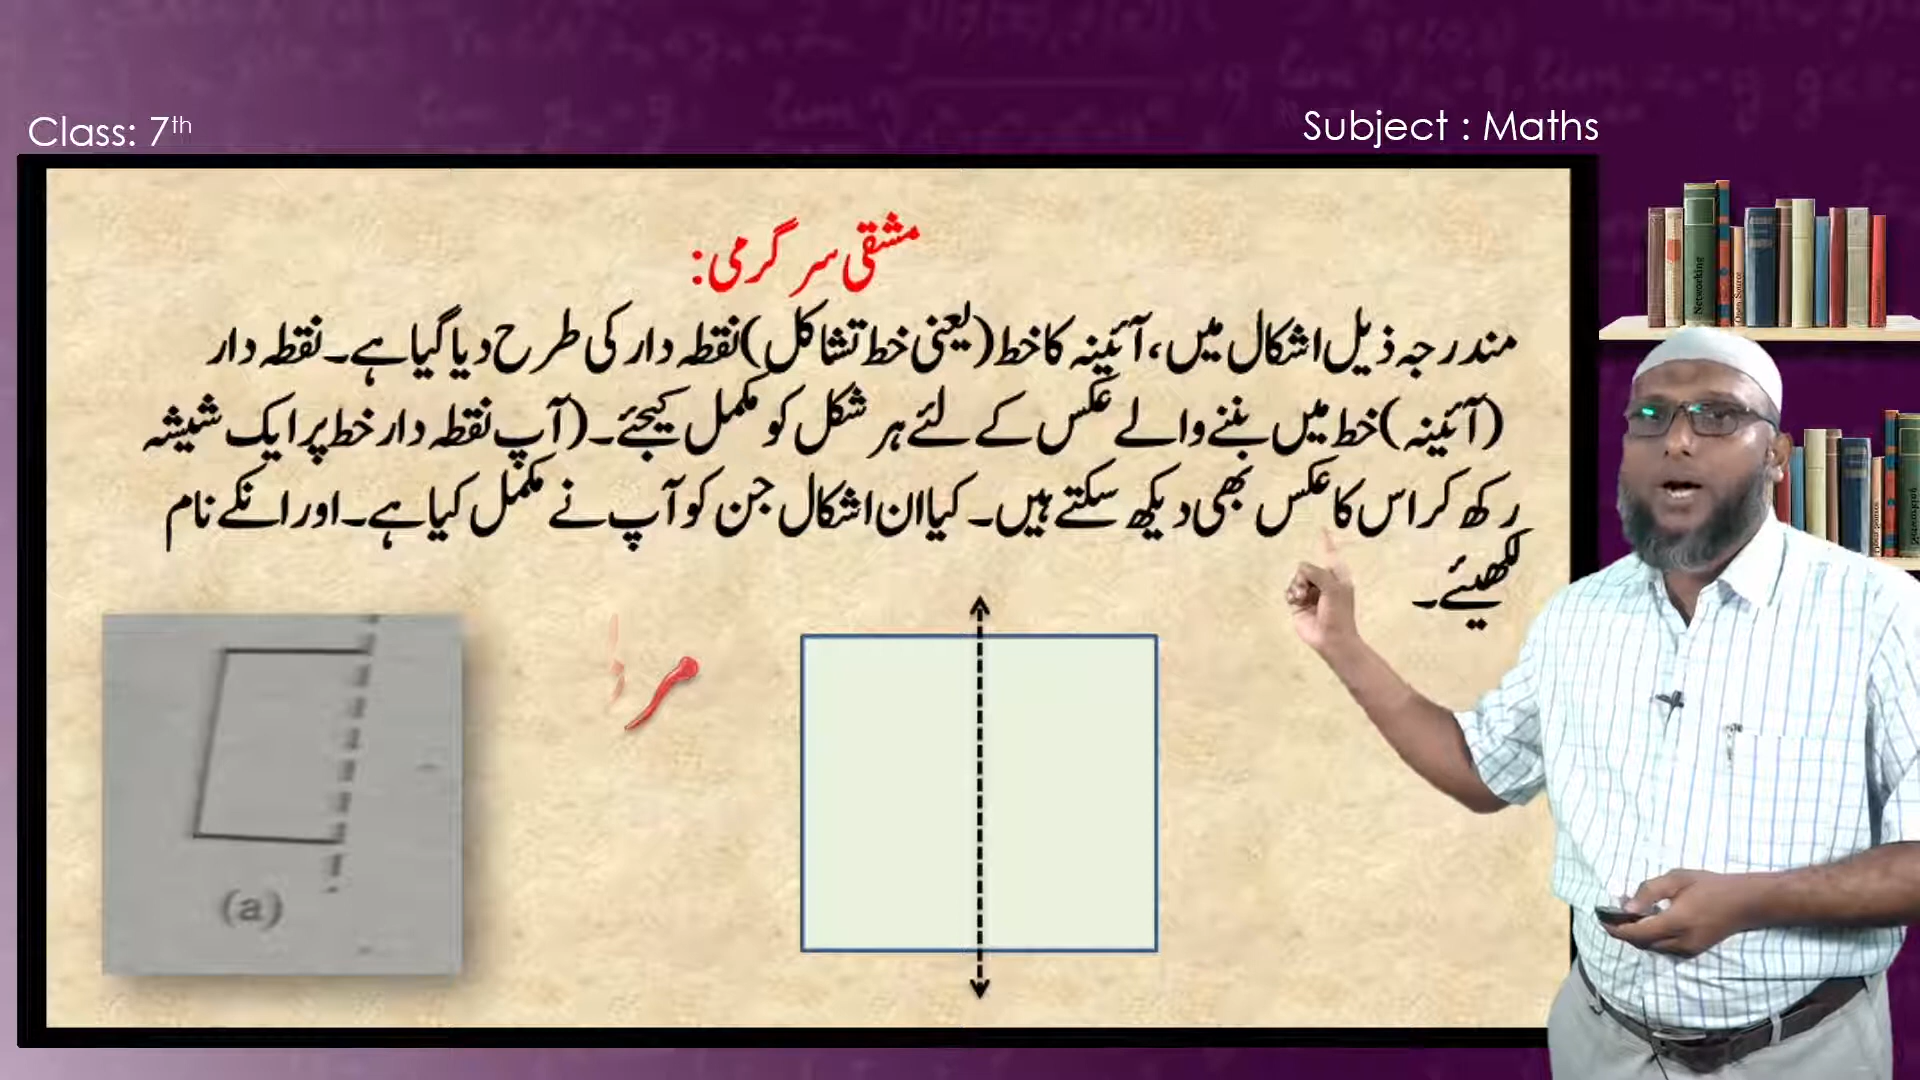 Class: 7th
Subject : Maths
مشقی سرگرمی:
مندرجہ ذیل اشکال میں، آئینہ کا خط (یعنی خط تشاکل) نقطہ دار کی طرح دیا گیا ہے۔ نقطہ دار
(آئینہ) خط میں بننے والے عکس کے لئے ہر شکل کو مکمل کیجئے۔ (آپ نقطہ دار خط پر ایک شیشہ
رکھ کر اس کا عکس بھی دیکھ سکتے ہیں۔ کیا ان اشکال جن کو آپ نے مکمل کیا ہے۔ اور انکے نام
لکھیئے۔
مر
(a)
Networking